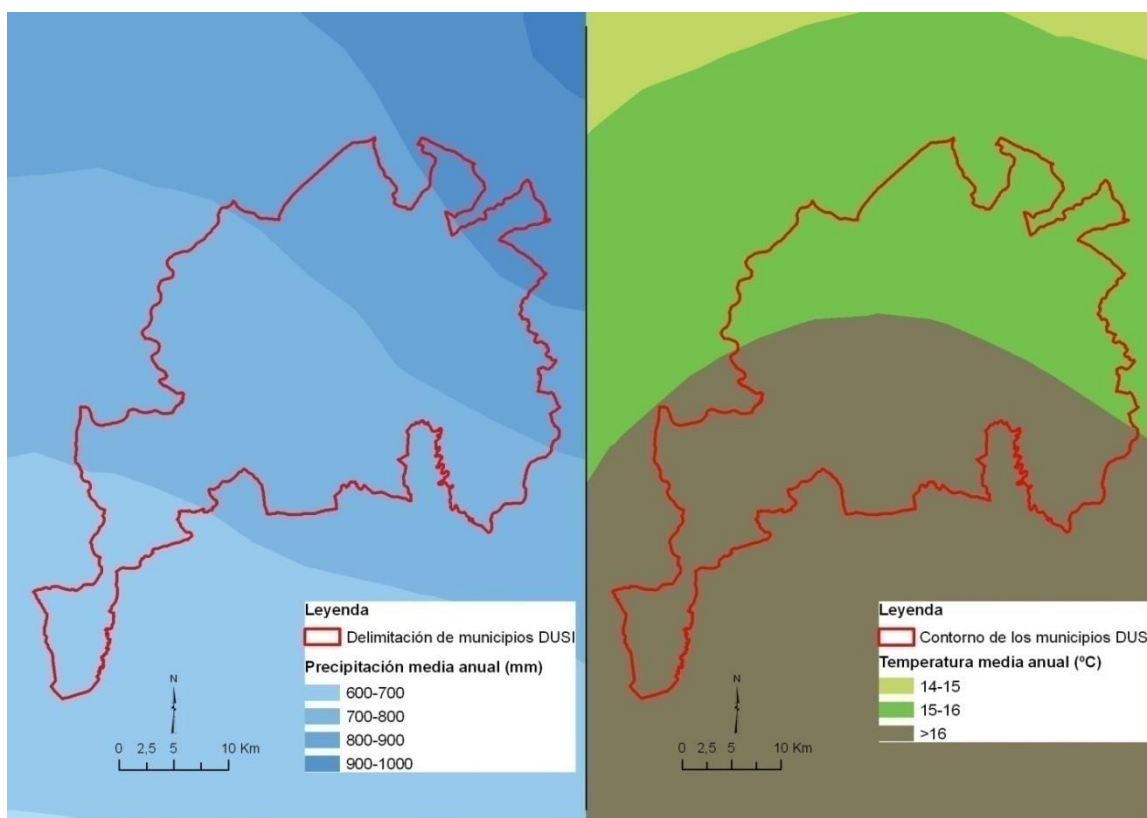 Leyenda
Delimitación de municipios DUSI
Precipitación media anual (mm)
600-700
700-800
800-900
900-1000
N
0 2,5 5 10 Km
Leyenda
Contorno de los municipios DUS
Temperatura media anual (ºC)
14-15
15-16
>16
N
0 2,5 5 10 Km